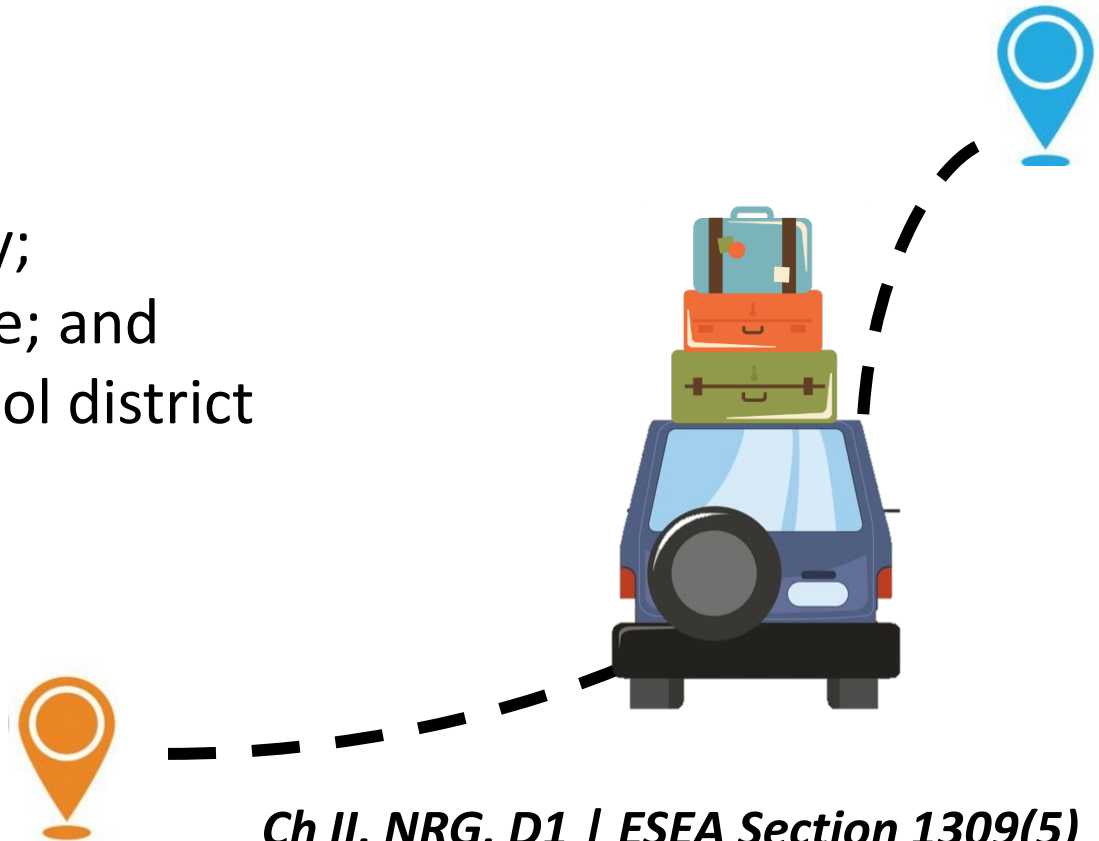 y;
e; and
ol district
Ch II, NRG, D1 | ESEA Section 1309(5)